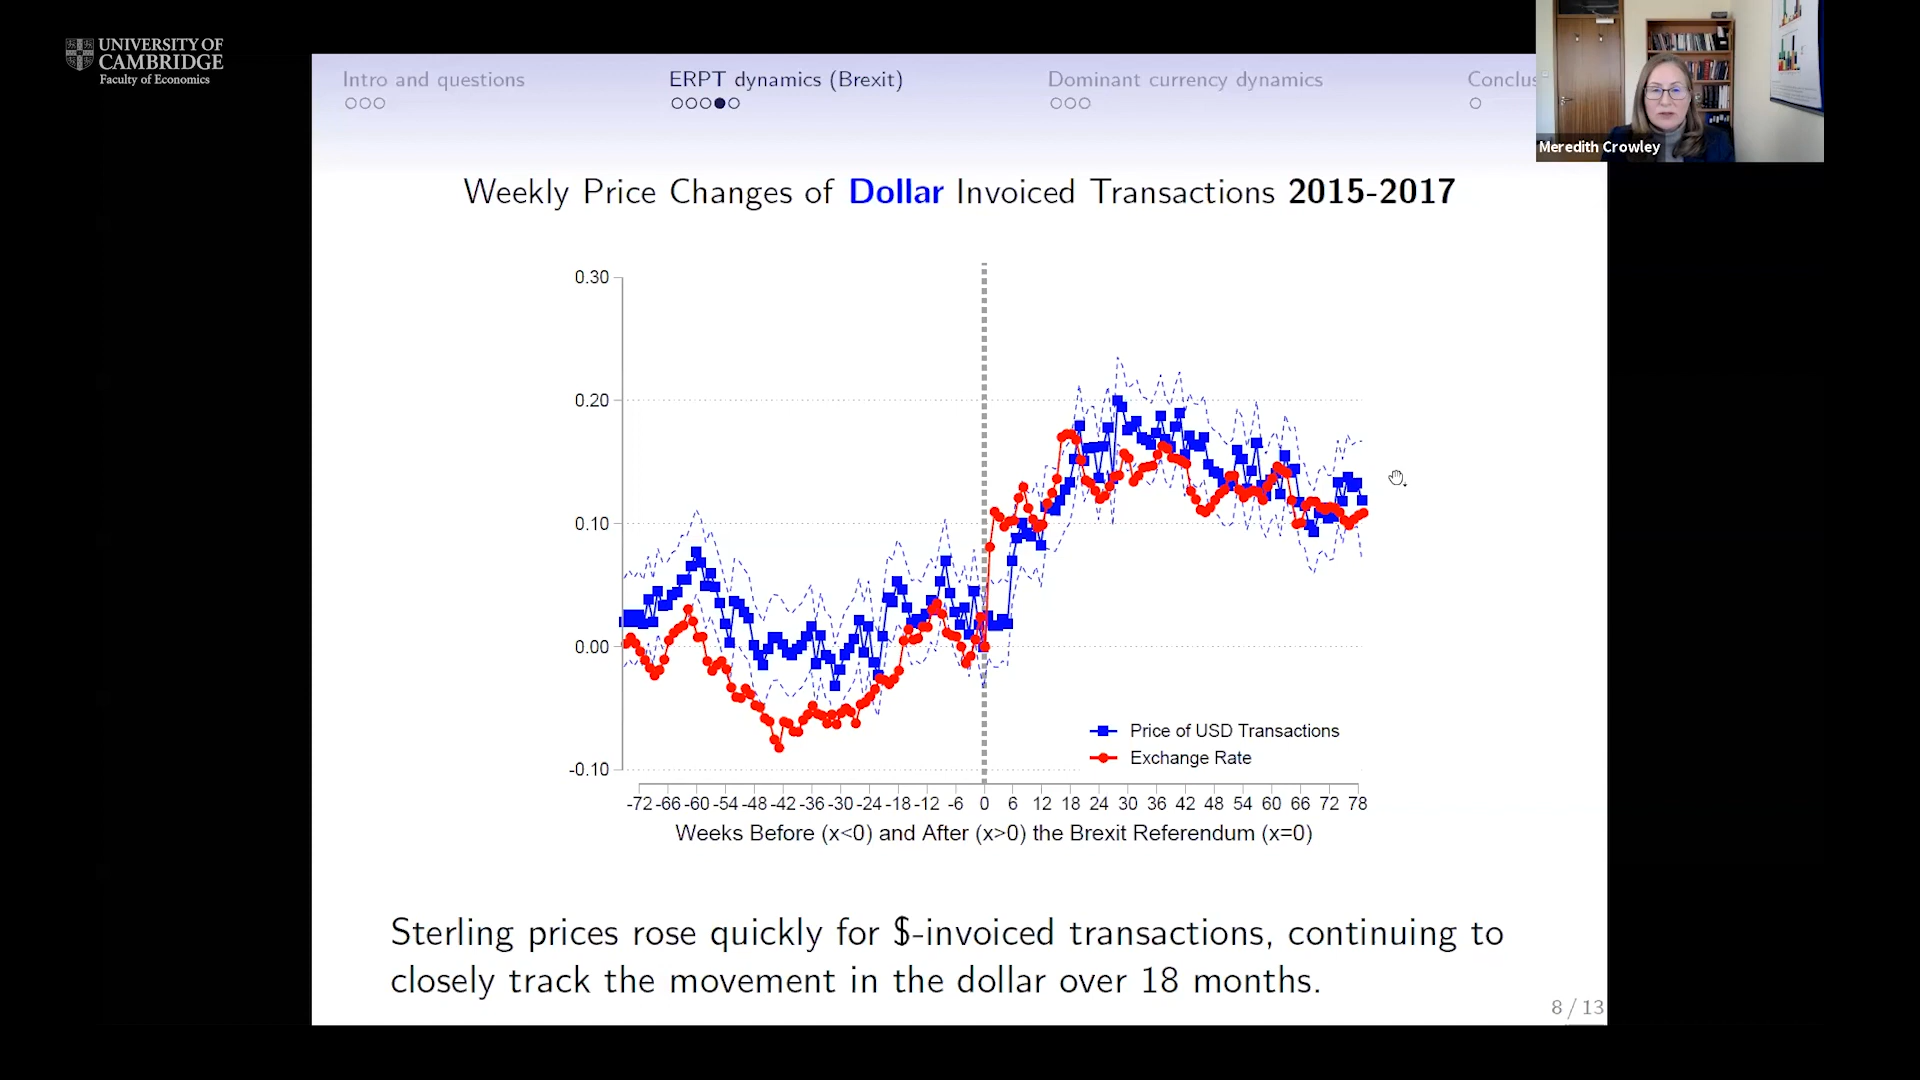 UNIVERSITY OF
CAMBRIDGE
Faculty of Economics
Intro and questions
ERPT dynamics (Brexit)
Dominant currency dynamics
Conclus
Meredith Crowley
Weekly Price Changes of Dollar Invoiced Transactions 2015-2017
0.30
0.20
0.10
0.00
-0.10
-72 -66 -60 -54 -48 -42 -36 -30 -24 -18 -12 -6 0 6 12 18 24 30 36 42 48 54 60 66 72 78
Price of USD Transactions
Exchange Rate
Weeks Before (x<0) and After (x>0) the Brexit Referendum (x=0)
Sterling prices rose quickly for $-invoiced transactions, continuing to
closely track the movement in the dollar over 18 months.
8 / 13